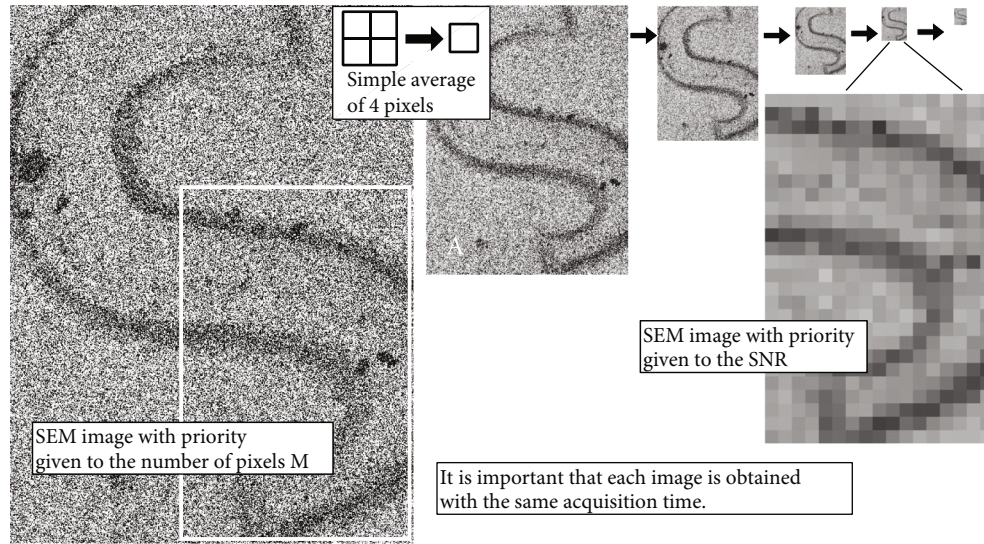 Simple average
of 4 pixels
A
SEM image with priority
given to the SNR
SEM image with priority
given to the number of pixels M
It is important that each image is obtained
with the same acquisition time.